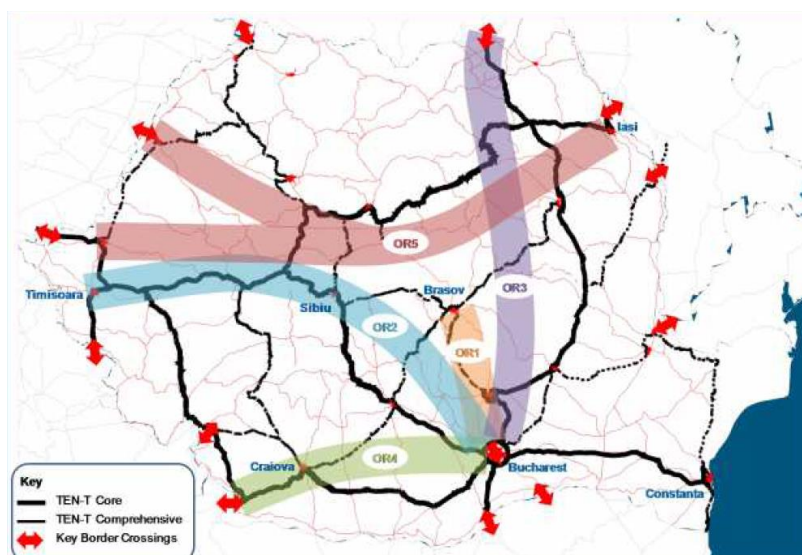 Iasi
OR5
OR3
Timisoara
Brasov
Sibiu
OR2
OR1
OR4
Craiova
Bucharest
Constanta
Key
TEN-T Core
TEN-T Comprehensive
Key Border Crossings